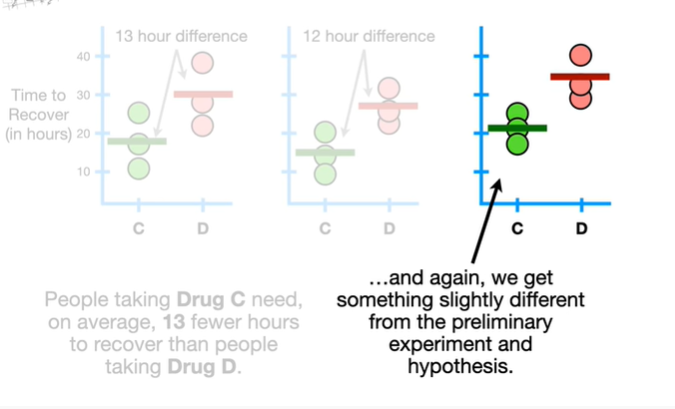 13 hour difference
12 hour difference
40
30
20
10
Time to
Recover
(in hours)
C
D
C
D
C
D
People taking Drug C need,
on average, 13 fewer hours
to recover than people
taking Drug D.
...and again, we get
something slightly different
from the preliminary
experiment and
hypothesis.